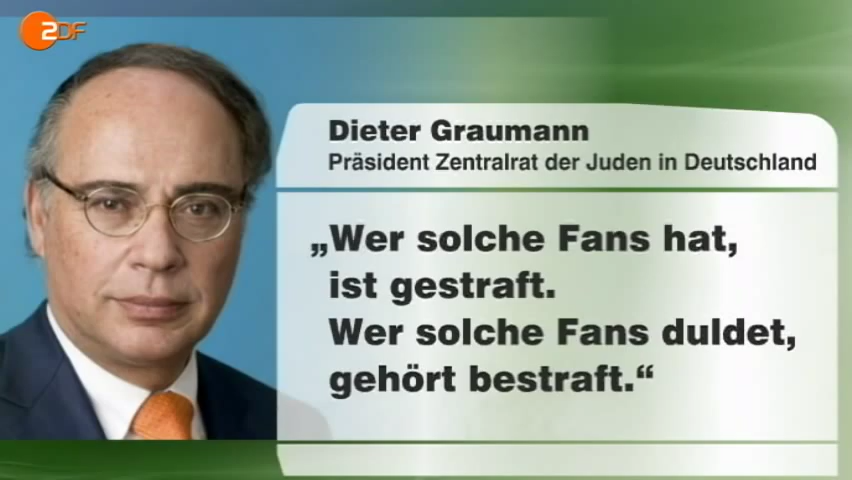 ZDF
Dieter Graumann
Präsident Zentralrat der Juden in Deutschland
„Wer solche Fans hat,
ist gestraft.
Wer solche Fans duldet,
gehört bestraft.“